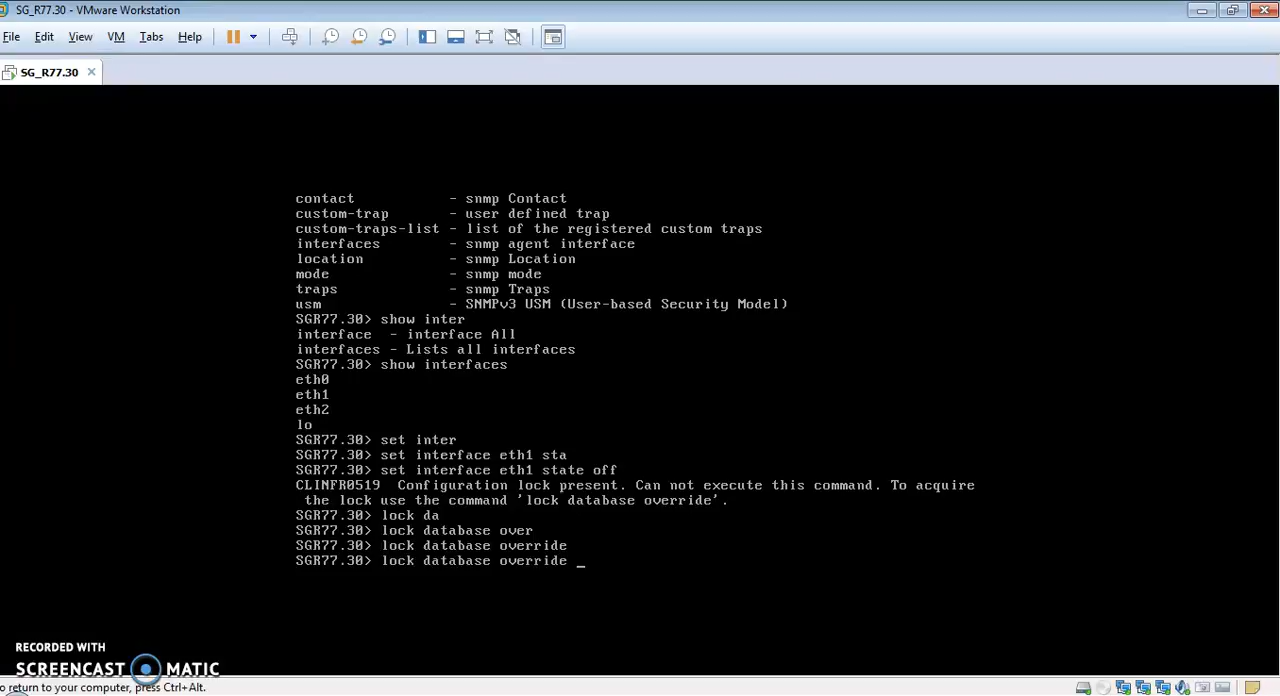 SG_R77.30 - VMware Workstation
File Edit View VM Tabs Help
SG_R77.30
contact - snmp Contact
custom-trap - user defined trap
custom-traps-list - list of the registered custom traps
interfaces - snmp agent interface
location - snmp Location
mode - snmp mode
traps - snmp Traps
usm - SNMPv3 USM (User-based Security Model)
SGR77.30> show inter
interface - interface All
interfaces - Lists all interfaces
SGR77.30> show interfaces
eth0
eth1
eth2
lo
SGR77.30> set inter
SGR77.30> set interface eth1 sta
SGR77.30> set interface eth1 state off
CLINFR0519 Configuration lock present. Can not execute this command. To acquire
the lock use the command 'lock database override'.
SGR77.30> lock da
SGR77.30> lock database over
SGR77.30> lock database override
SGR77.30> lock database override _
RECORDED WITH
SCREENCAST MATIC
o return to your computer, press Ctrl+Alt.